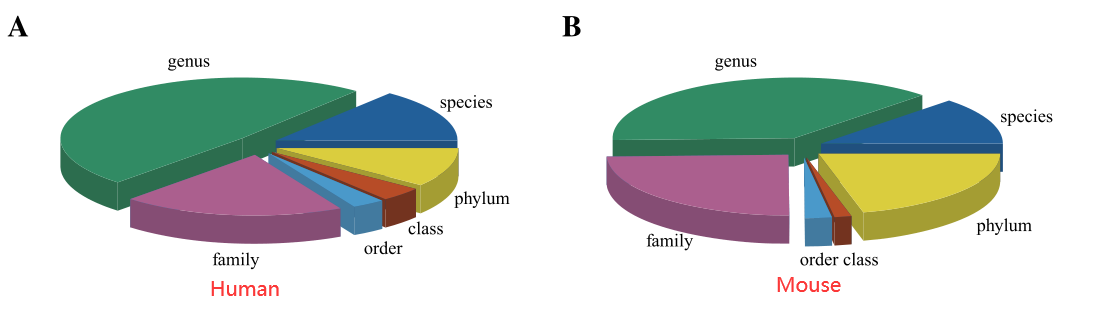 A
genus
species
phylum
class
order
family
Human
B
genus
species
phylum
order class
family
Mouse